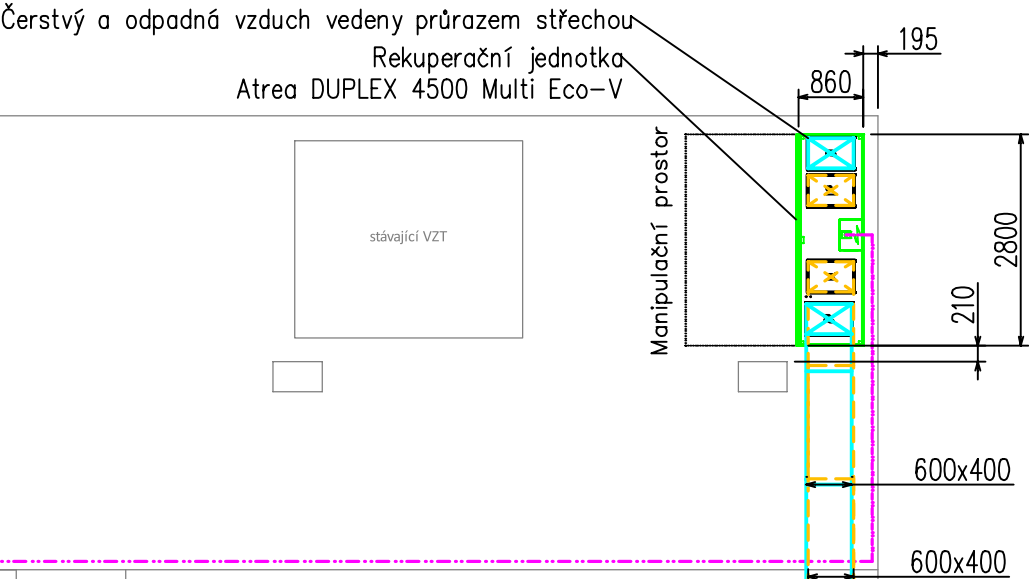 Čerstvý a odpadná vzduch vedeny průrazem střechou
Rekuperační jednotka
Atrea DUPLEX 4500 Multi Eco-V
195
860
Manipulační prostor
stávající VZT
2800
210
600x400
600x400